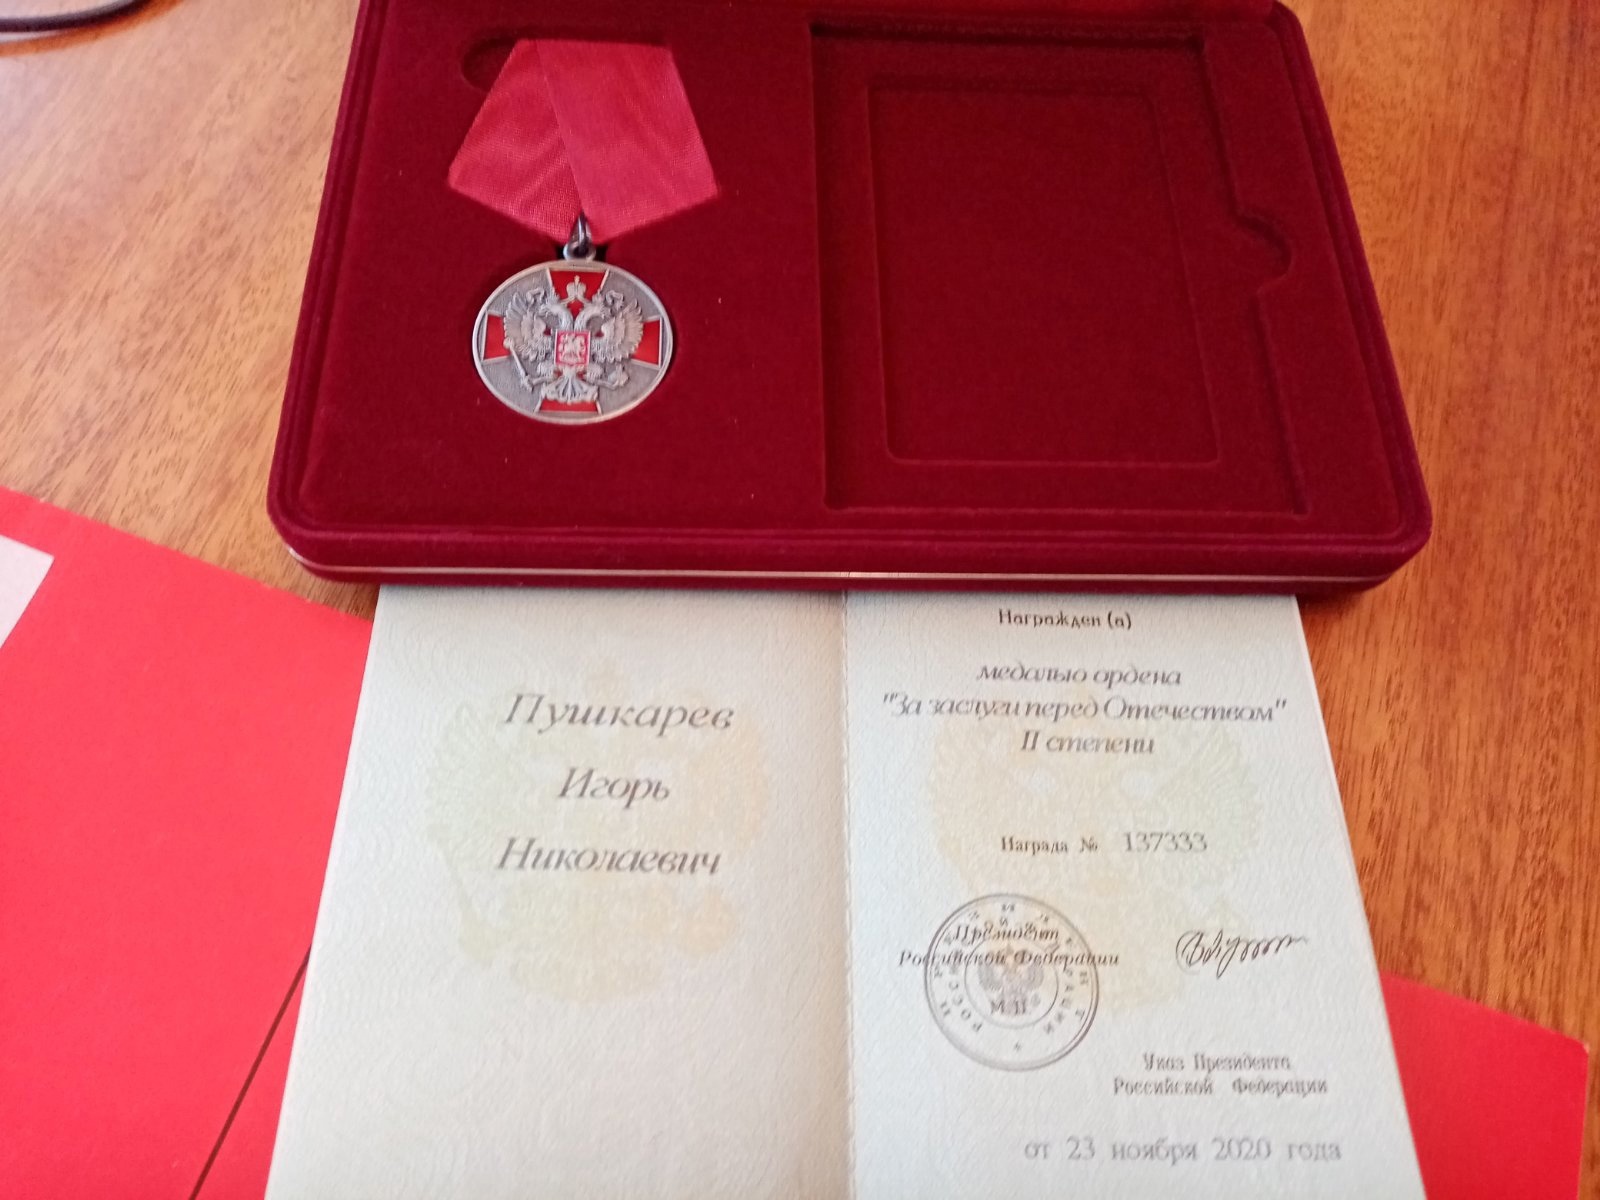 Пушкарев
Игорь
Николаевич
Награжден (а)
медалью ордена
"За заслуги перед Отечеством"
II степени
Награда № 137333
Президент
Российской Федерации
М.П.
Указ Президента
Российской Федерации
от 23 ноября 2020 года